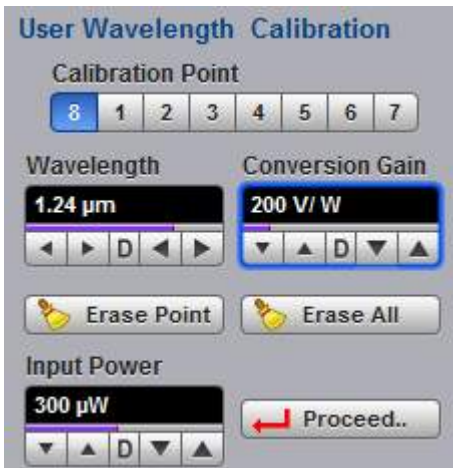 User Wavelength Calibration
Calibration Point
8 1 2 3 4 5 6 7
Wavelength Conversion Gain
1.24 µm 200 V/ W
D D
Erase Point Erase All
Input Power
300 µW
Proceed..
D